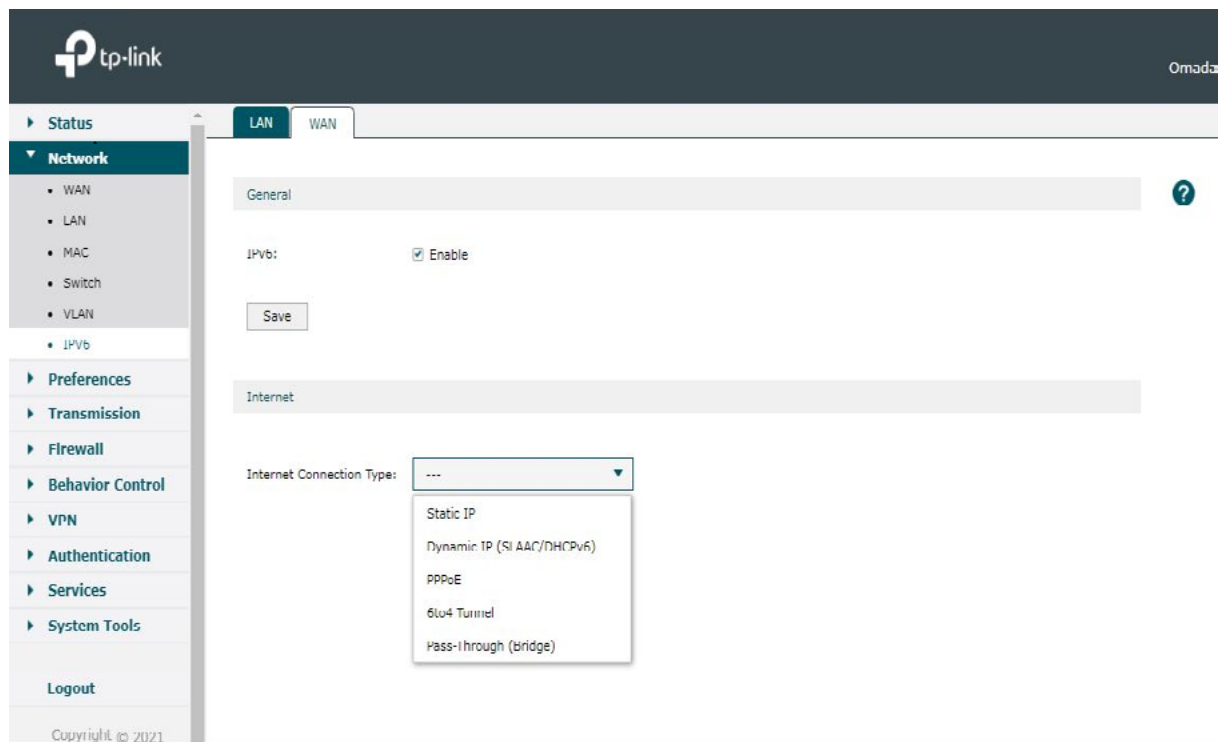 tp-link
Omada
Status
Network
WAN
LAN
MAC
Switch
VLAN
IPV6
Preferences
Transmission
Firewall
Behavior Control
VPN
Authentication
Services
System Tools
Logout
Copyright © 2021
LAN WAN
General
?
IPv6: Enable
Save
Internet
Internet Connection Type: ---
Static IP
Dynamic IP (SLAAC/DHCPv6)
PPPoE
6to4 Tunnel
Pass-Through (Bridge)